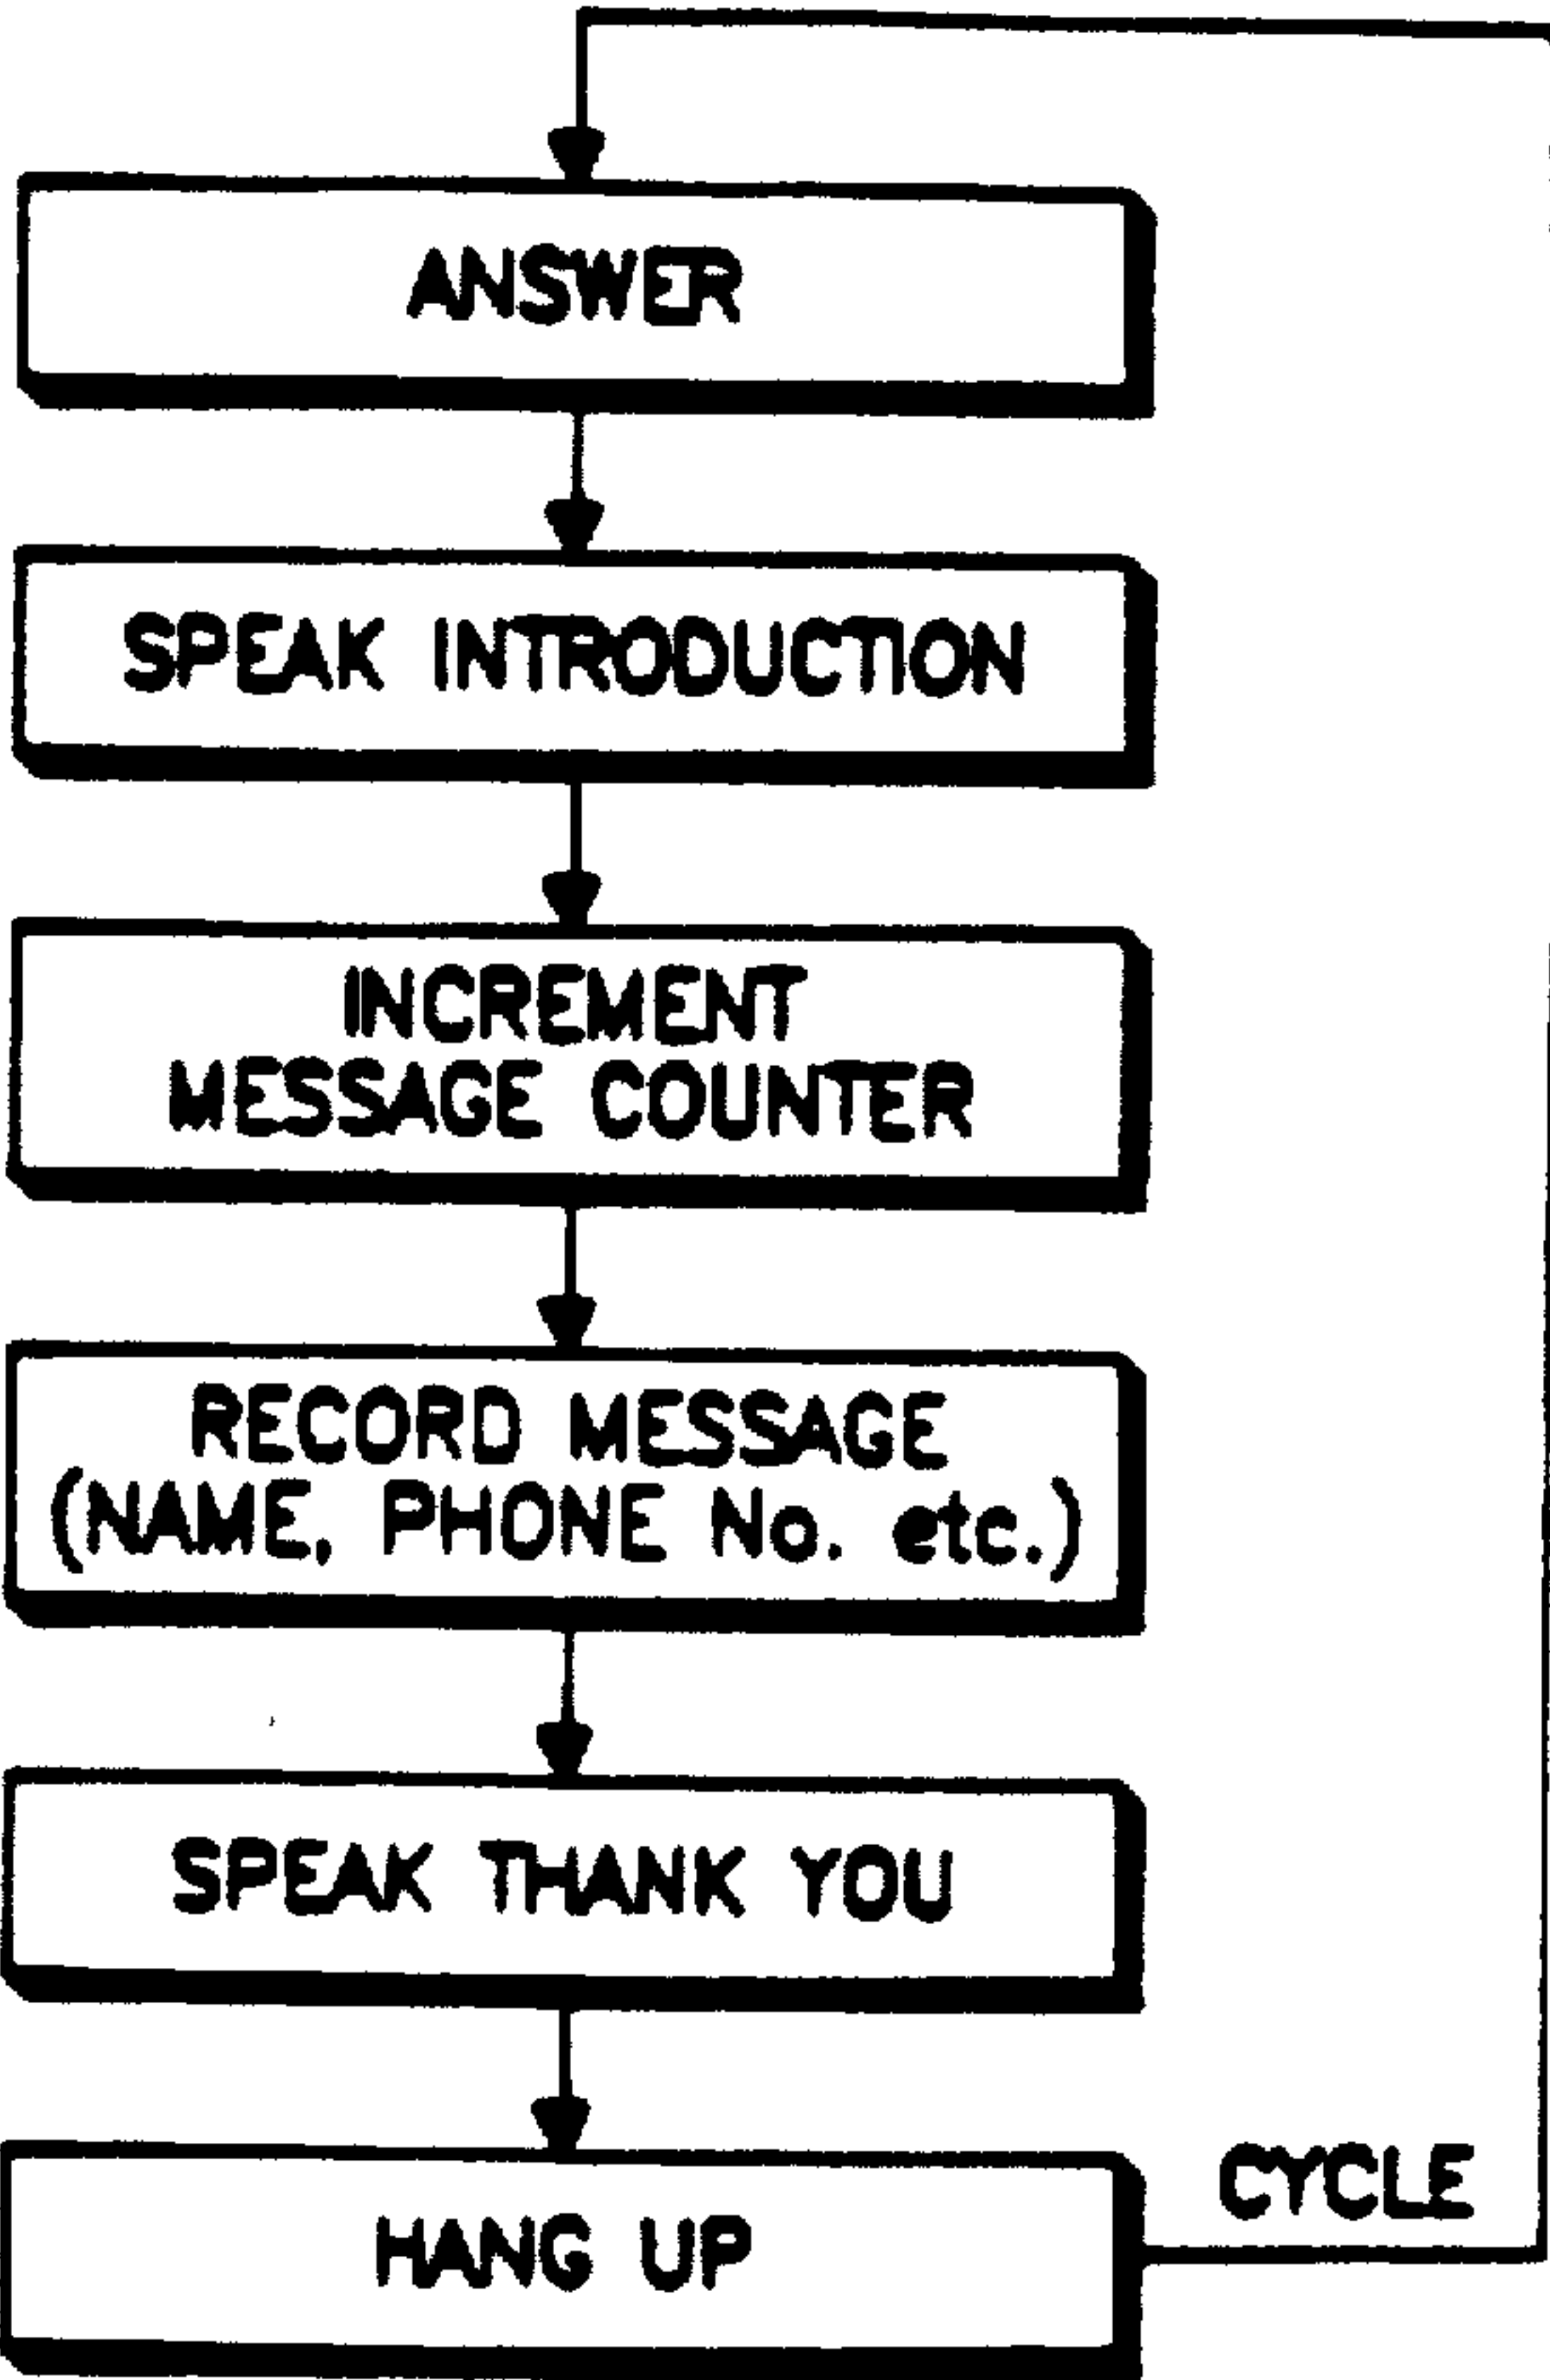 ANSWER
SPEAK INTRODUCTION
INCREMENT
MESSAGE COUNTER
RECORD MESSAGE
(NAME, PHONE No. etc.)
SPEAK THANK YOU
HANG UP
CYCLE